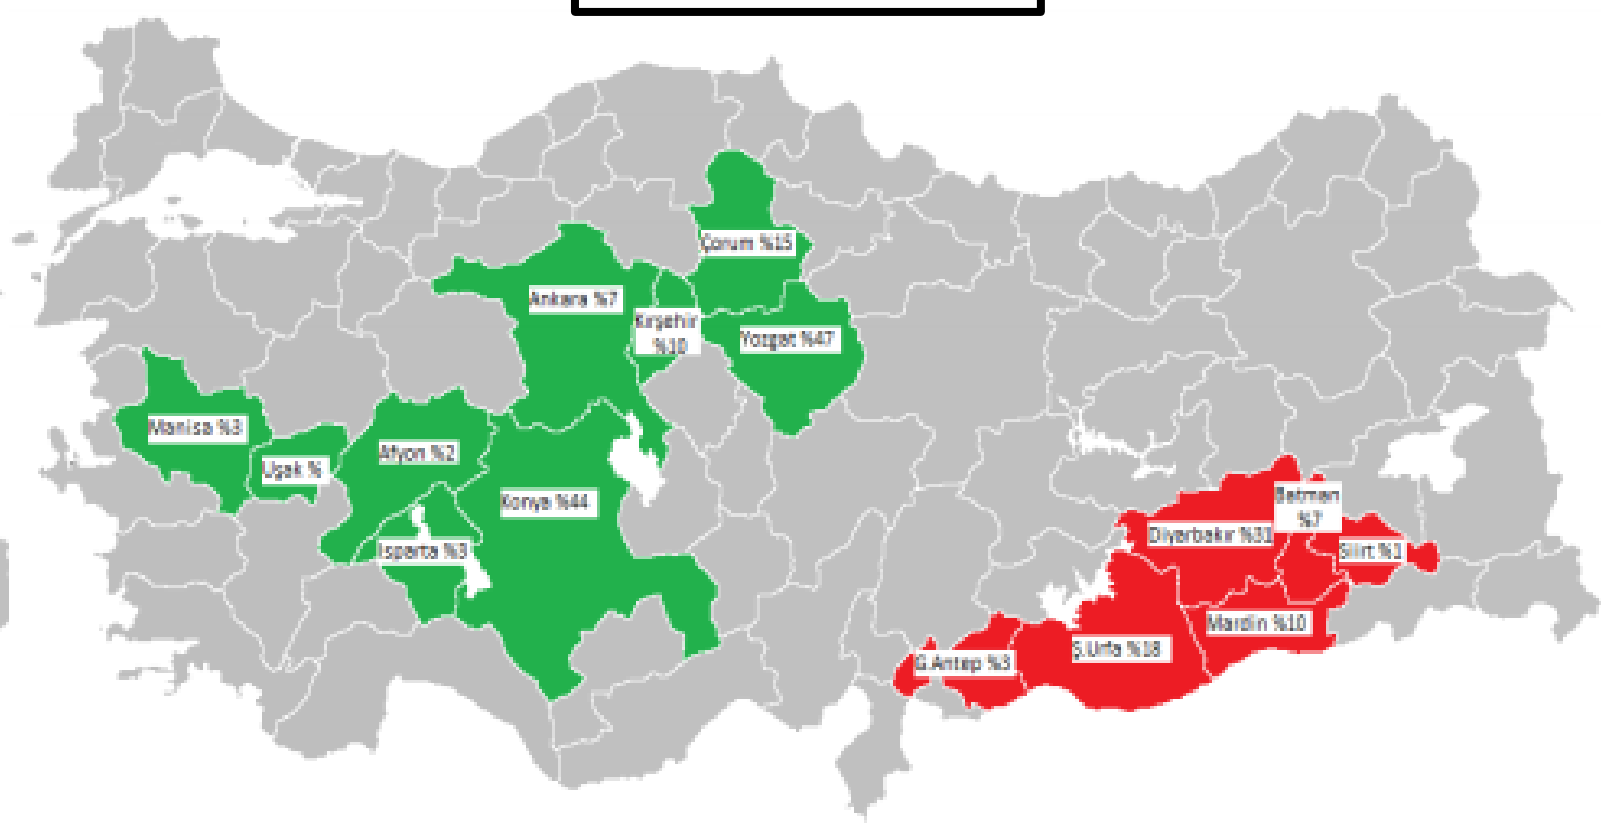 Çorum %15
Ankara %7
Kırşehir
%10
Yozgat %47
Manisa %3
Uşak %
Afyon %2
Konya %44
Isparta %3
Batman
%7
Diyarbakır %31
Siirt %1
Mardin %10
Ş.Urfa %18
G.Antep %3